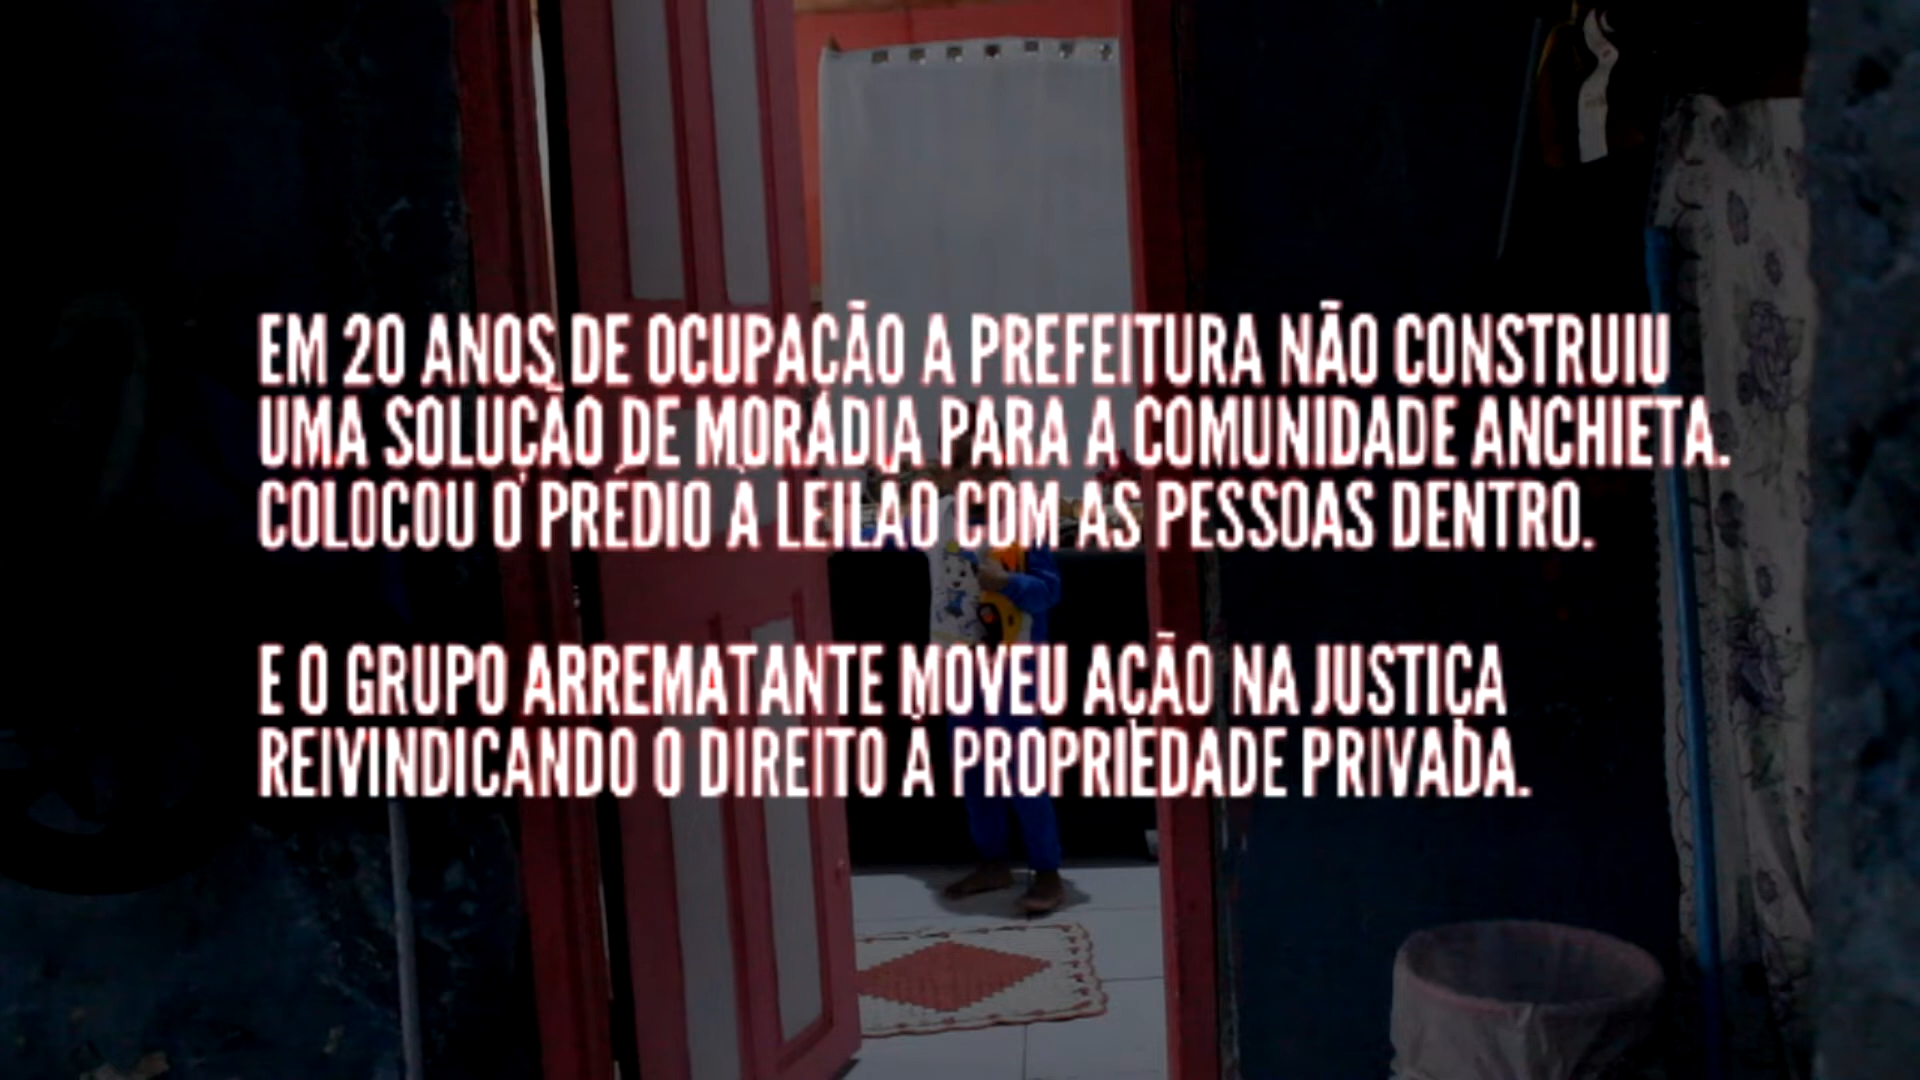 EM 20 ANOS DE OCUPAÇÃO A PREFEITURA NÃO CONSTRUIU
UMA SOLUÇÃO DE MORADIA PARA A COMUNIDADE ANCHIETA.
COLOCOU O PRÉDIO À LEILÃO COM AS PESSOAS DENTRO.
E O GRUPO ARREMATANTE MOVEU AÇÃO NA JUSTIÇA
REIVINDICANDO O DIREITO À PROPRIEDADE PRIVADA.